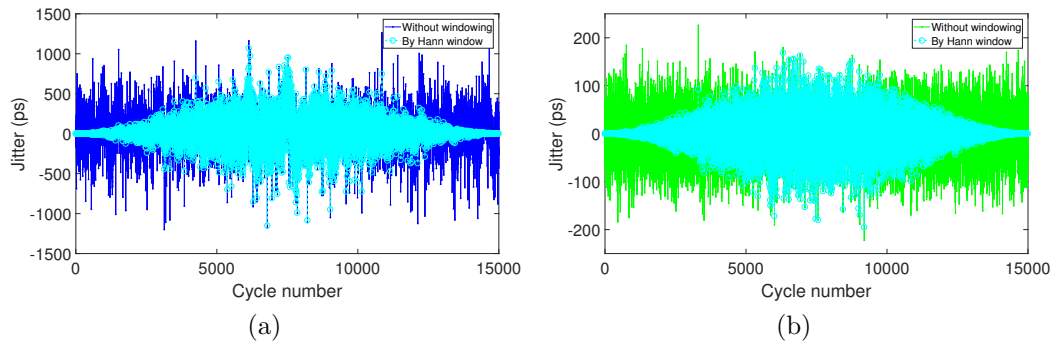 1500
1000
500
0
-500
-1000
-1500
Jitter (ps)
Without windowing
By Hann window
0
5000
10000
15000
Cycle number
(a)
200
100
0
-100
-200
Jitter (ps)
Without windowing
By Hann window
0
5000
10000
15000
Cycle number
(b)